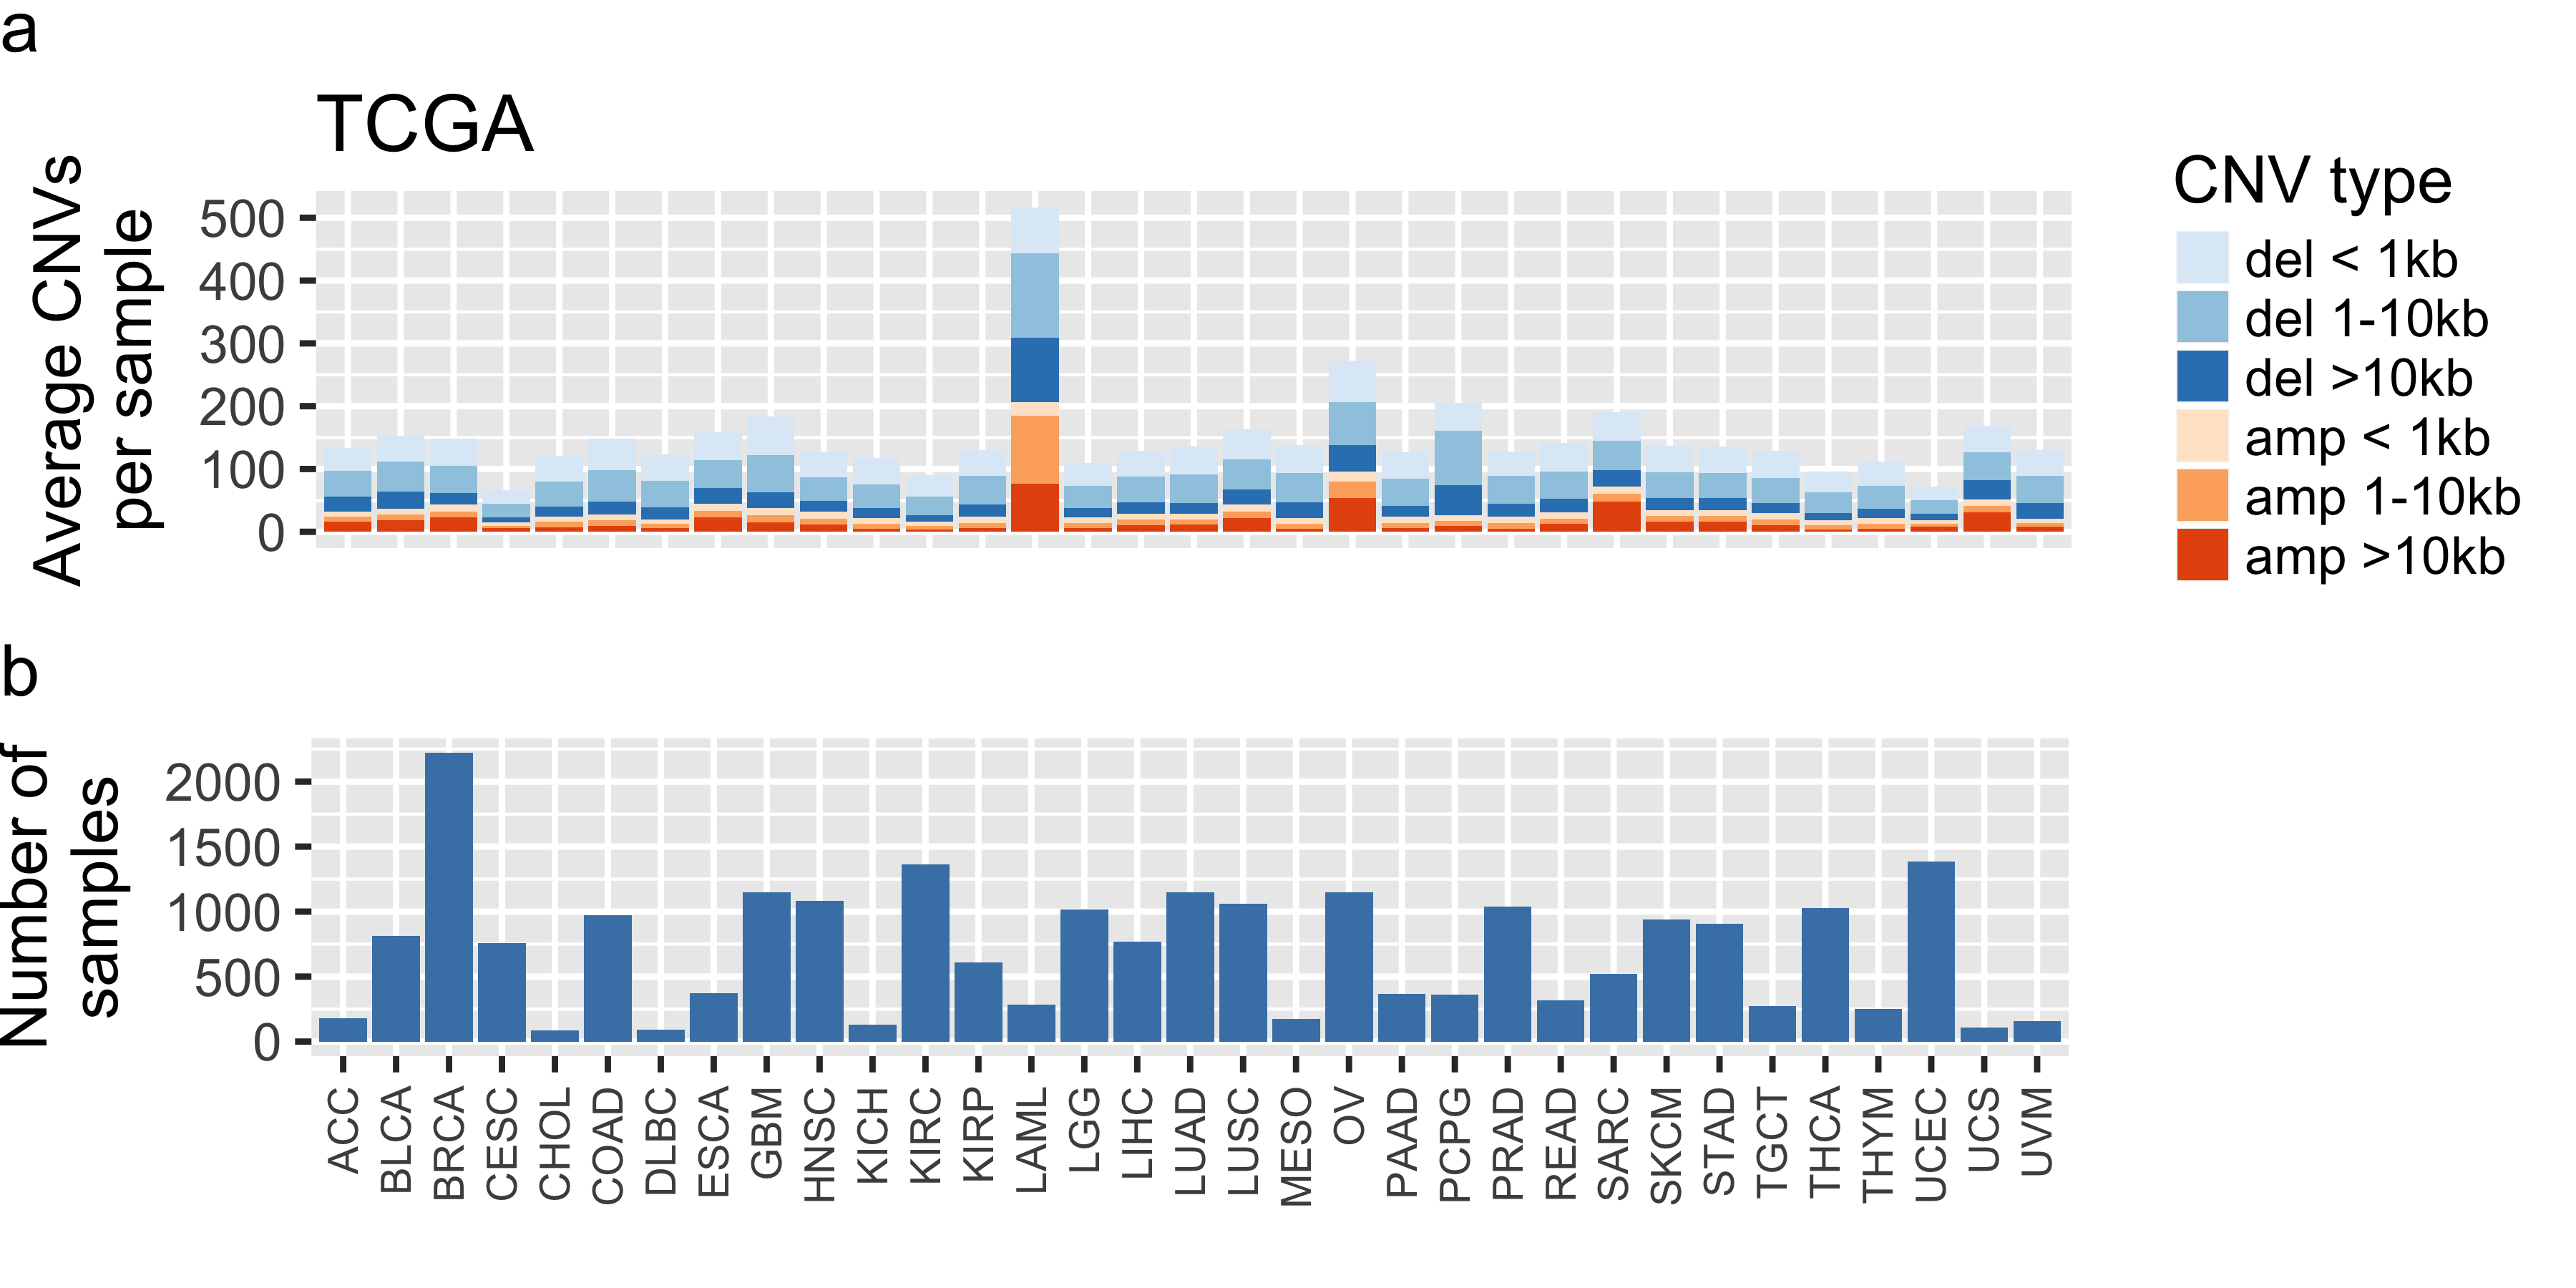 a
TCGA
Average CNVs
per sample
500
400
300
200
100
0
CNV type
del < 1kb
del 1-10kb
del >10kb
amp < 1kb
amp 1-10kb
amp >10kb
b
Number of
samples
2000
1500
1000
500
0
ACC
BLCA
BRCA
CESC
CHOL
COAD
DLBC
ESCA
GBM
HNSC
KICH
KIRC
KIRP
LAML
LGG
LIHC
LUAD
LUSC
MESO
OV
PAAD
PCPG
PRAD
READ
SARC
SKCM
STAD
TGCT
THCA
THYM
UCEC
UCS
UVM